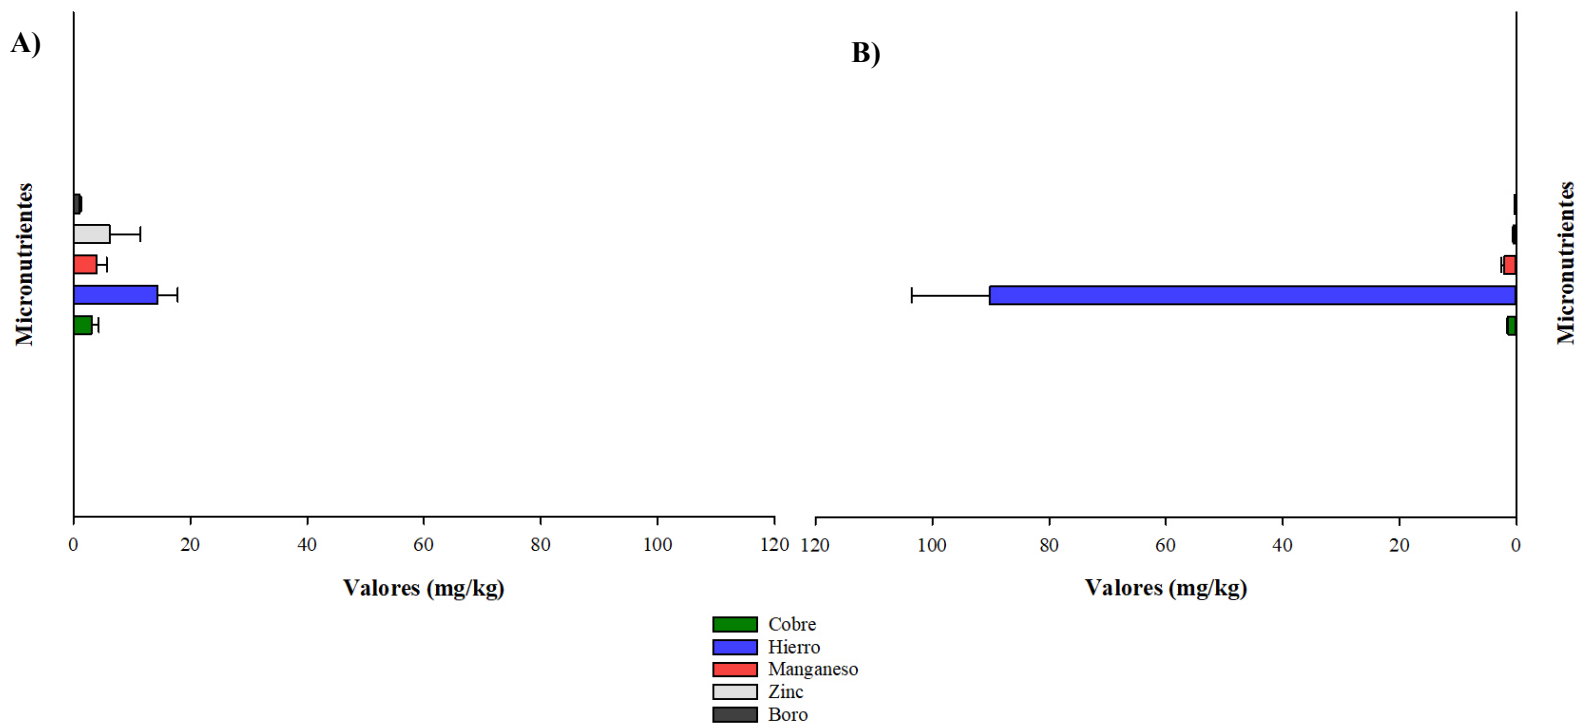 A)
B)
Micronutrientes
Micronutrientes
0 20 40 60 80 100 120
120 100 80 60 40 20 0
Valores (mg/kg)
Valores (mg/kg)
Cobre
Hierro
Manganeso
Zinc
Boro